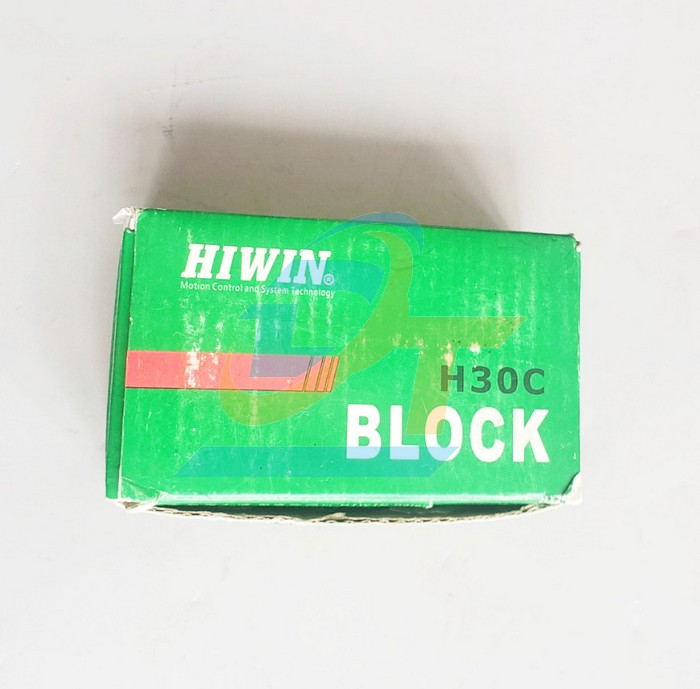 HIWIN®
Motion Control and System Technology
H30C
BLOCK